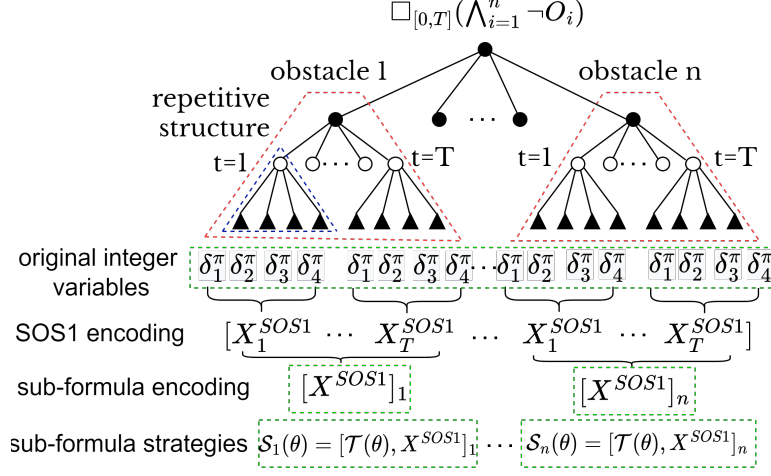 □[0,T](⋀ⁿᵢ₌₁ ¬Oᵢ)
obstacle 1 obstacle n
repetitive
structure
t=1 ··· t=T ··· t=1 ··· t=T
original integer
variables
δ₁^π δ₂^π δ₃^π δ₄^π δ₁^π δ₂^π δ₃^π δ₄^π ··· δ₁^π δ₂^π δ₃^π δ₄^π δ₁^π δ₂^π δ₃^π δ₄^π
SOS1 encoding [X₁^{SOS1} ··· X_T^{SOS1} ··· X₁^{SOS1} ··· X_T^{SOS1}]
sub-formula encoding [X^{SOS1}]₁ [X^{SOS1}]ₙ
sub-formula strategies 𝒮₁(θ) = [𝒯(θ), X^{SOS1}]₁ ··· 𝒮ₙ(θ) = [𝒯(θ), X^{SOS1}]ₙ